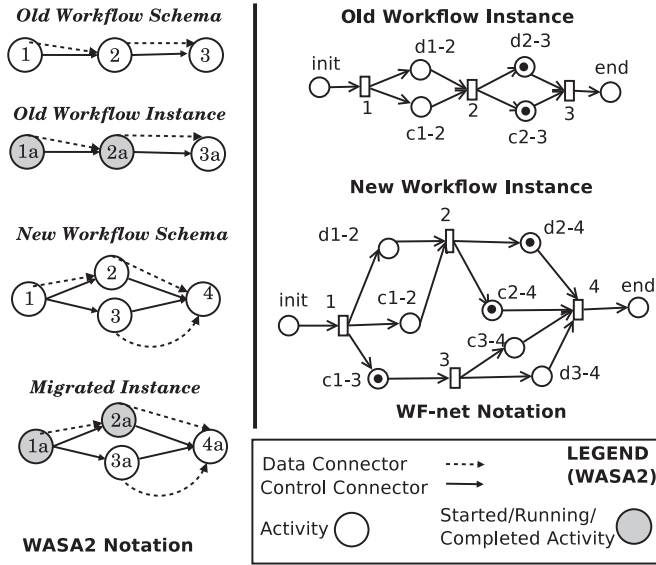 Old Workflow Schema
1 2 3
Old Workflow Instance
1a 2a 3a
New Workflow Schema
1 2 3 4
Migrated Instance
1a 2a 3a 4a
WASA2 Notation
Old Workflow Instance
init d1-2 d2-3 end
1 2 3
c1-2 c2-3
New Workflow Instance
2
d1-2 d2-4
init 1 c1-2 c2-4 4 end
c3-4
c1-3 3 d3-4
WF-net Notation
Data Connector LEGEND
Control Connector (WASA2)
Activity Started/Running/
Completed Activity